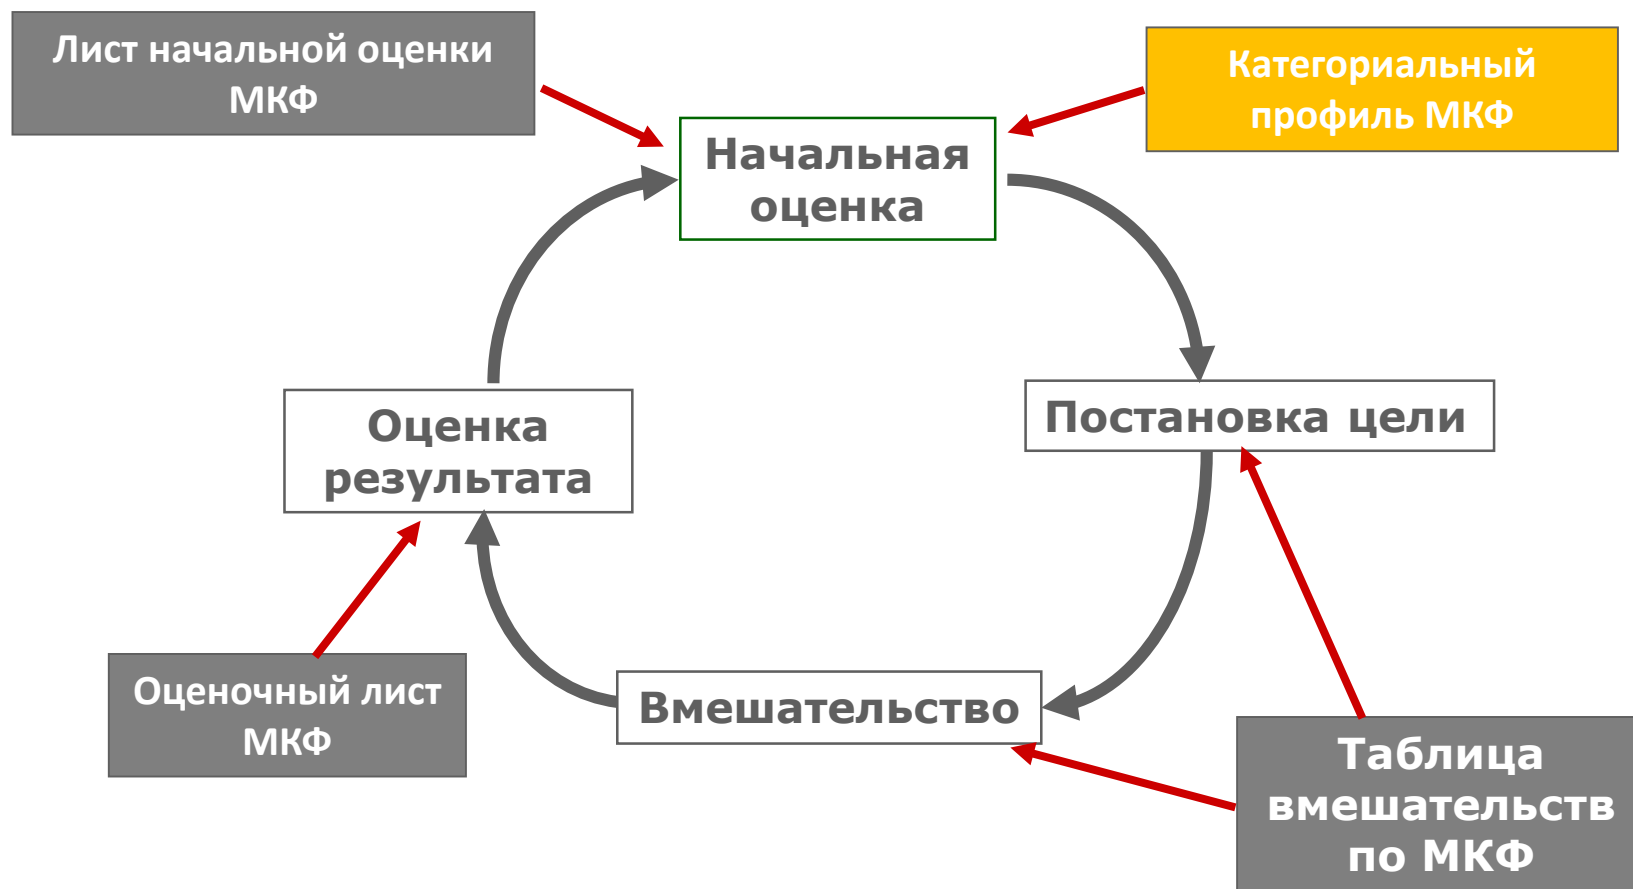 Лист начальной оценки
МКФ
Категориальный
профиль МКФ
Начальная
оценка
Постановка цели
Оценка
результата
Вмешательство
Оценочный лист
МКФ
Таблица
вмешательств
по МКФ